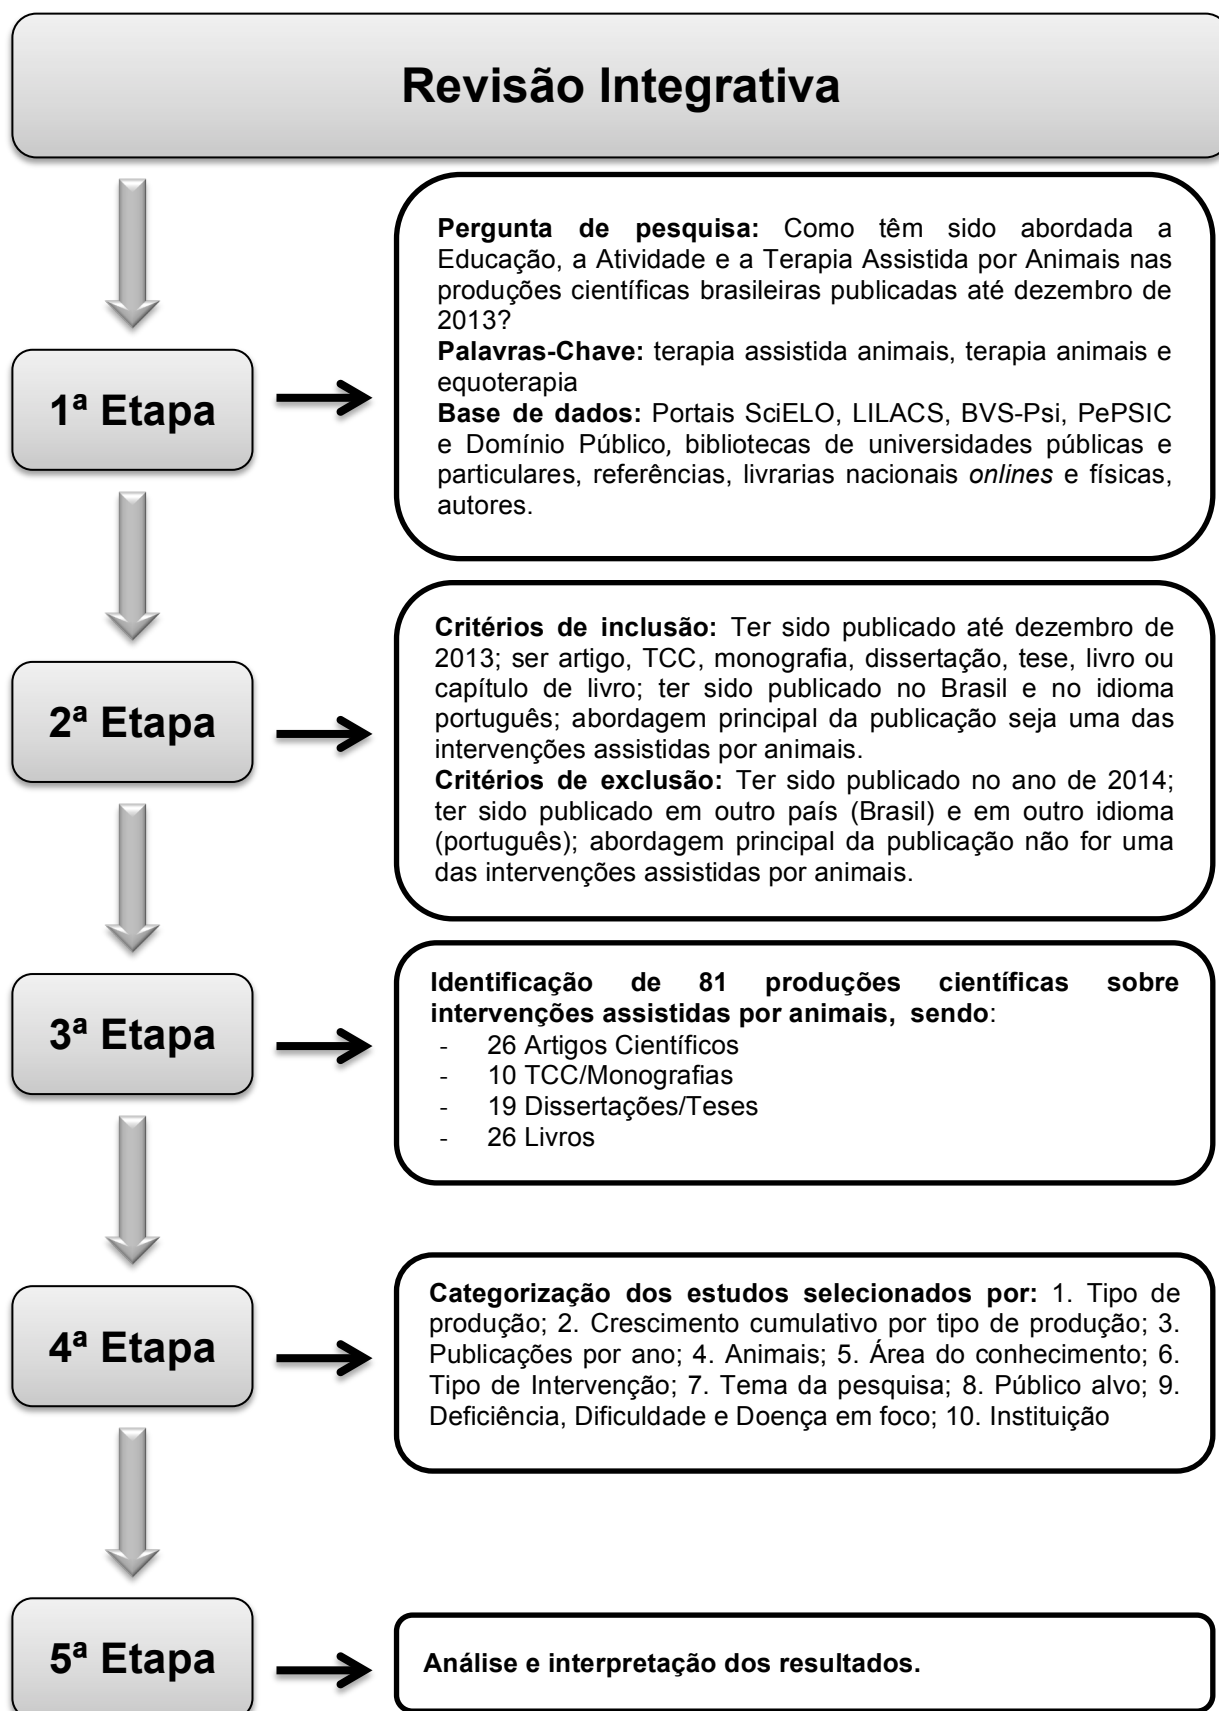 Revisão Integrativa
1ª Etapa
Pergunta de pesquisa: Como têm sido abordada a
Educação, a Atividade e a Terapia Assistida por Animais nas
produções científicas brasileiras publicadas até dezembro de
2013?
Palavras-Chave: terapia assistida animais, terapia animais e
equoterapia
Base de dados: Portais SciELO, LILACS, BVS-Psi, PePSIC
e Domínio Público, bibliotecas de universidades públicas e
particulares, referências, livrarias nacionais onlines e físicas,
autores.
2ª Etapa
Critérios de inclusão: Ter sido publicado até dezembro de
2013; ser artigo, TCC, monografia, dissertação, tese, livro ou
capítulo de livro; ter sido publicado no Brasil e no idioma
português; abordagem principal da publicação seja uma das
intervenções assistidas por animais.
Critérios de exclusão: Ter sido publicado no ano de 2014;
ter sido publicado em outro país (Brasil) e em outro idioma
(português); abordagem principal da publicação não for uma
das intervenções assistidas por animais.
3ª Etapa
Identificação de 81 produções científicas sobre
intervenções assistidas por animais, sendo:
- 26 Artigos Científicos
- 10 TCC/Monografias
- 19 Dissertações/Teses
- 26 Livros
4ª Etapa
Categorização dos estudos selecionados por: 1. Tipo de
produção; 2. Crescimento cumulativo por tipo de produção; 3.
Publicações por ano; 4. Animais; 5. Área do conhecimento; 6.
Tipo de Intervenção; 7. Tema da pesquisa; 8. Público alvo; 9.
Deficiência, Dificuldade e Doença em foco; 10. Instituição
5ª Etapa
Análise e interpretação dos resultados.